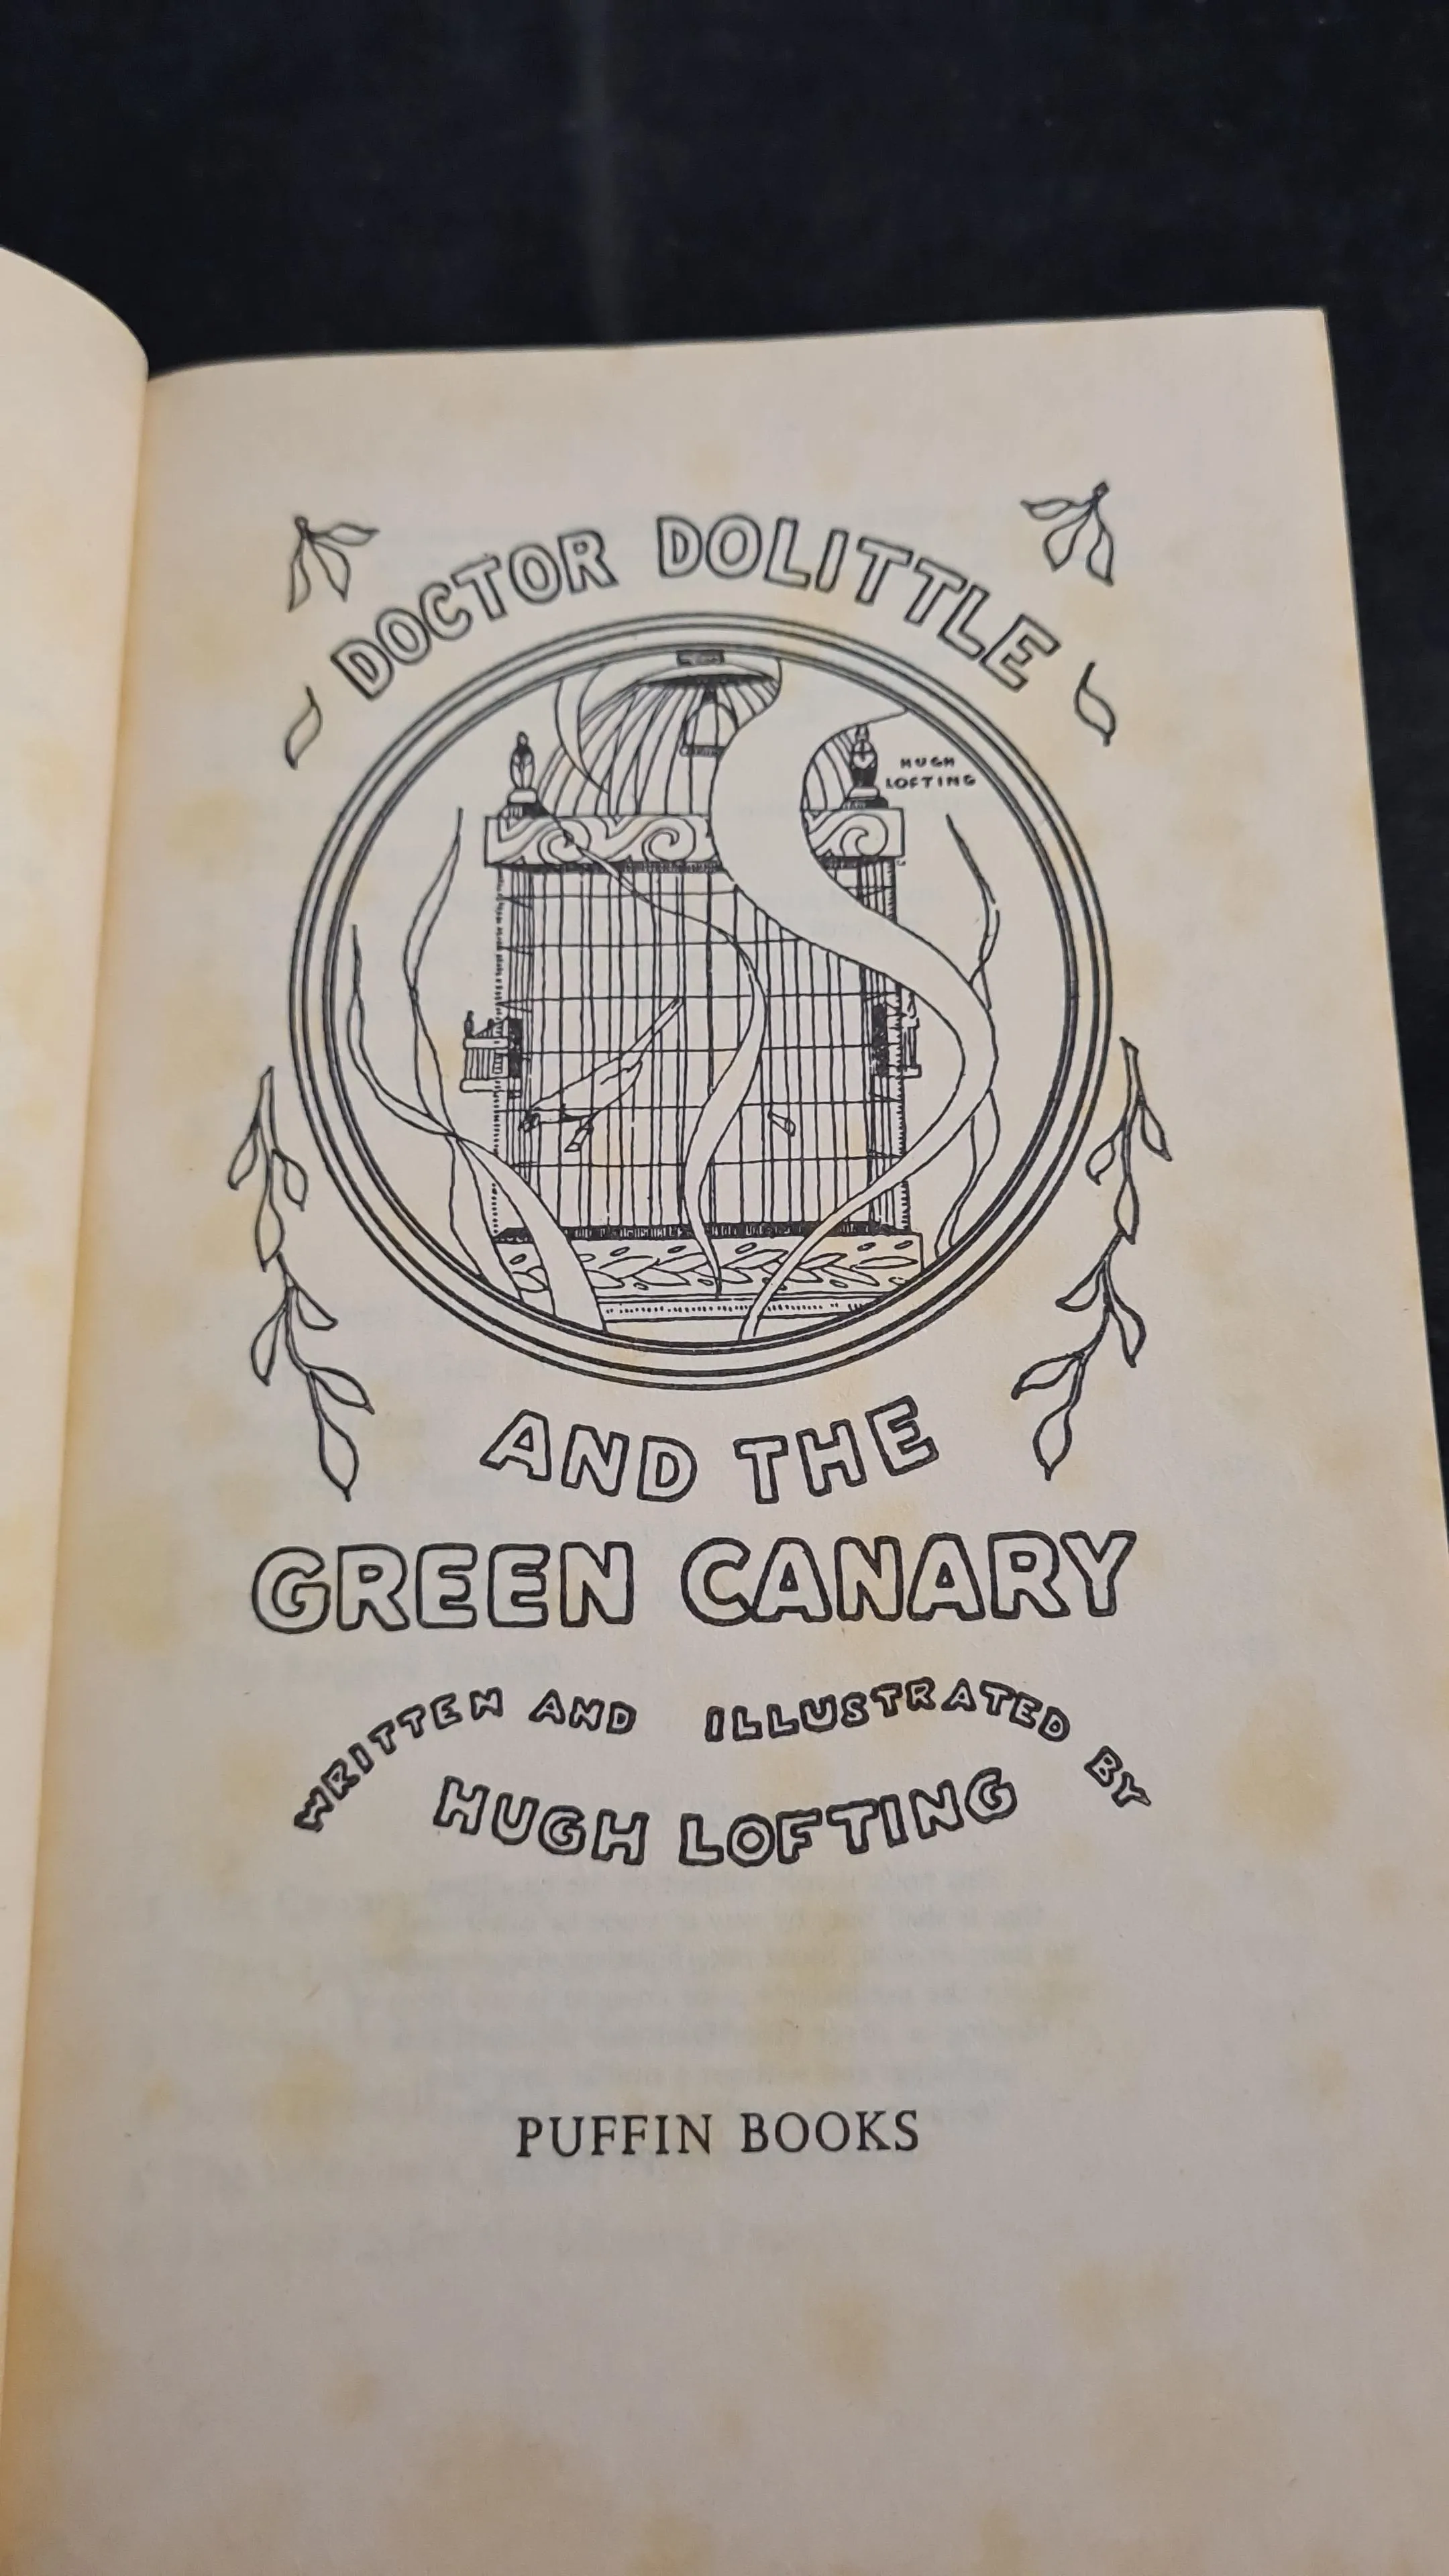 DOCTOR DOLITTLE
HUGH
LOFTING
AND THE
GREEN CANARY
WRITTEN AND ILLUSTRATED BY
HUGH LOFTING
PUFFIN BOOKS